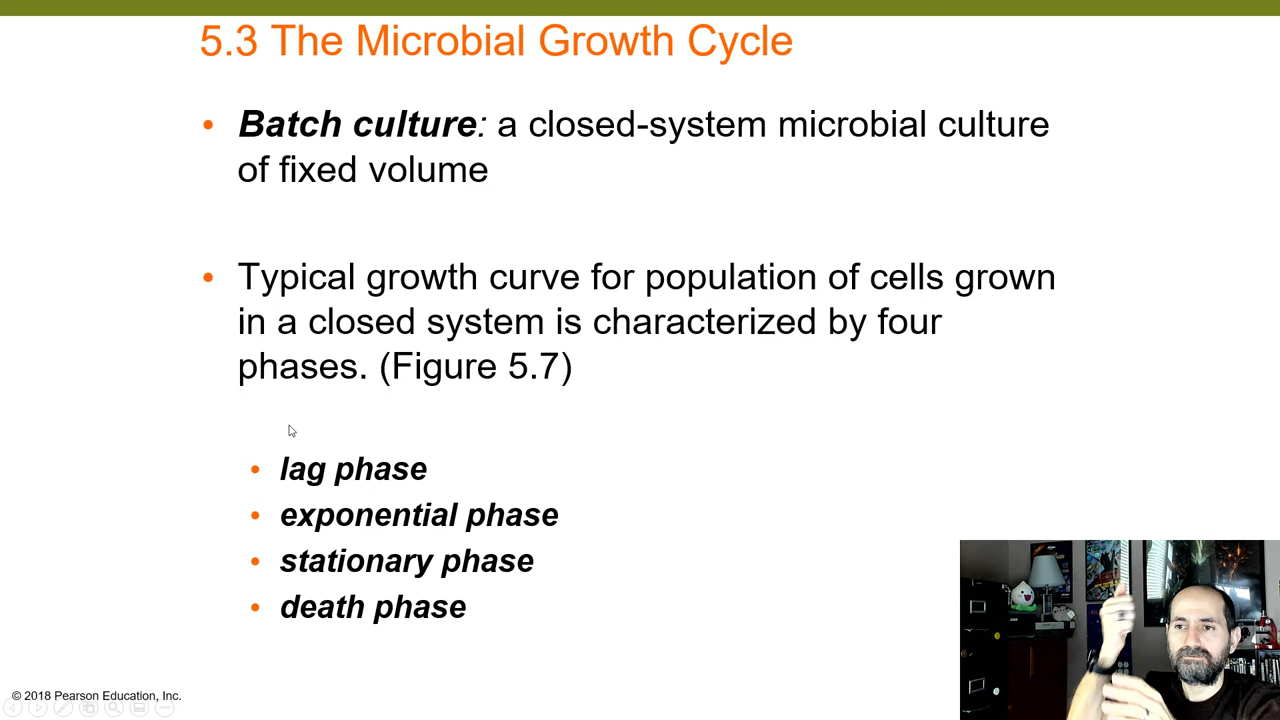 5.3 The Microbial Growth Cycle
• Batch culture: a closed-system microbial culture
of fixed volume
• Typical growth curve for population of cells grown
in a closed system is characterized by four
phases. (Figure 5.7)
• lag phase
• exponential phase
• stationary phase
• death phase
© 2018 Pearson Education, Inc.